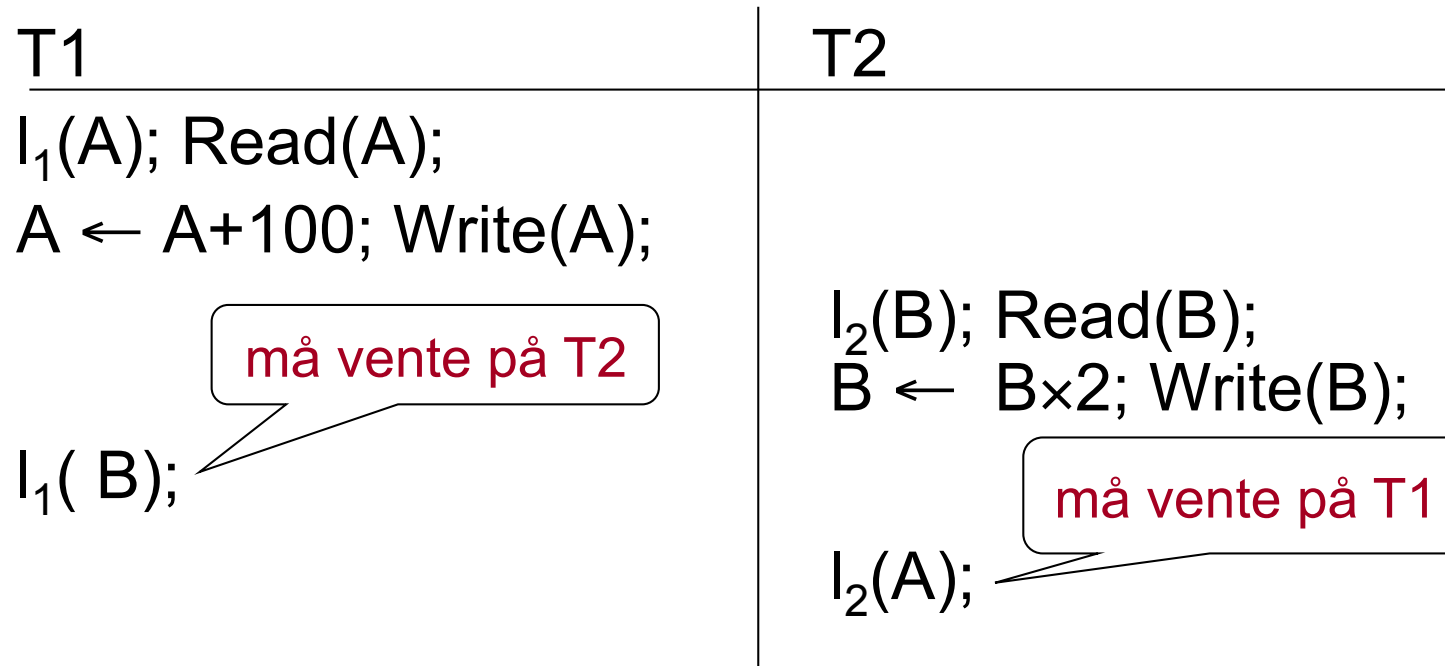 T1
T2
l₁(A); Read(A);
A ← A+100; Write(A);
l₂(B); Read(B);
B ← B×2; Write(B);
må vente på T2
l₁( B);
må vente på T1
l₂(A);